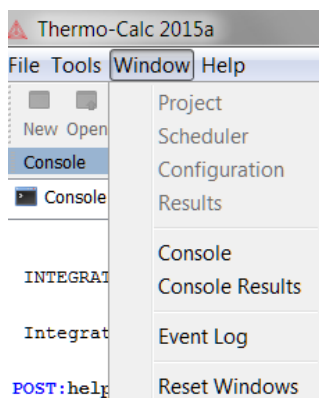 Thermo-Calc 2015a
File Tools Window Help
New Open
Project
Scheduler
Configuration
Results
Console
Console Results
Event Log
Reset Windows
Console
Console
INTEGRAT
Integrat
POST:help